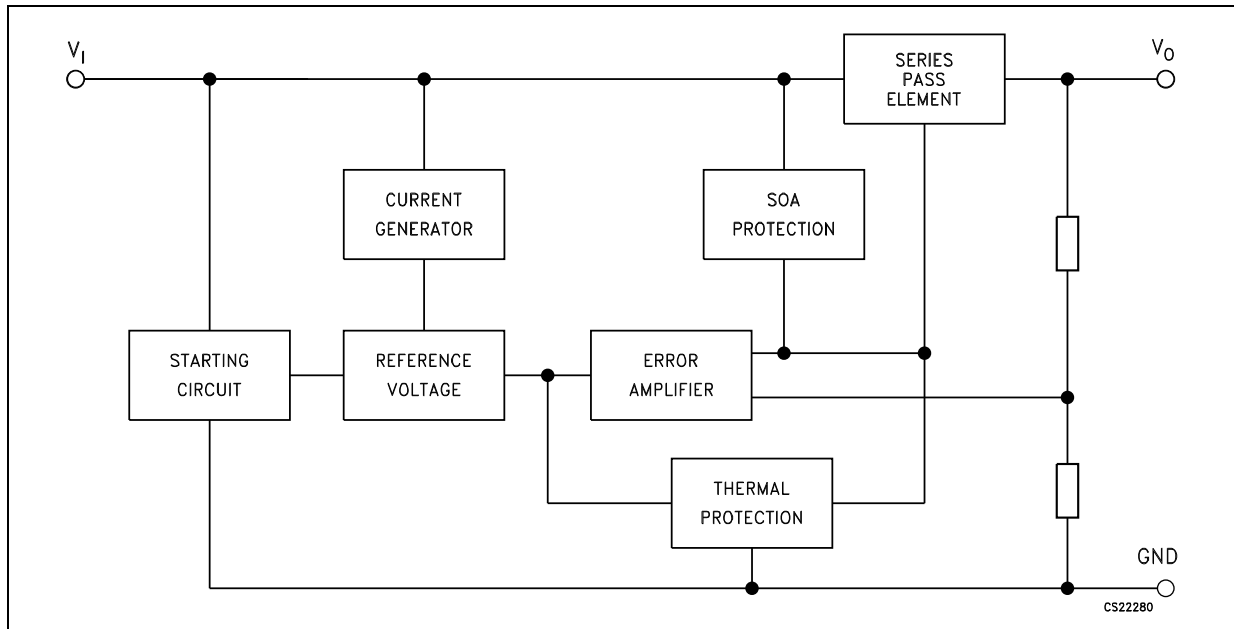 V_I
SERIES
PASS
ELEMENT
V_O
CURRENT
GENERATOR
SOA
PROTECTION
STARTING
CIRCUIT
REFERENCE
VOLTAGE
ERROR
AMPLIFIER
THERMAL
PROTECTION
GND
CS22280